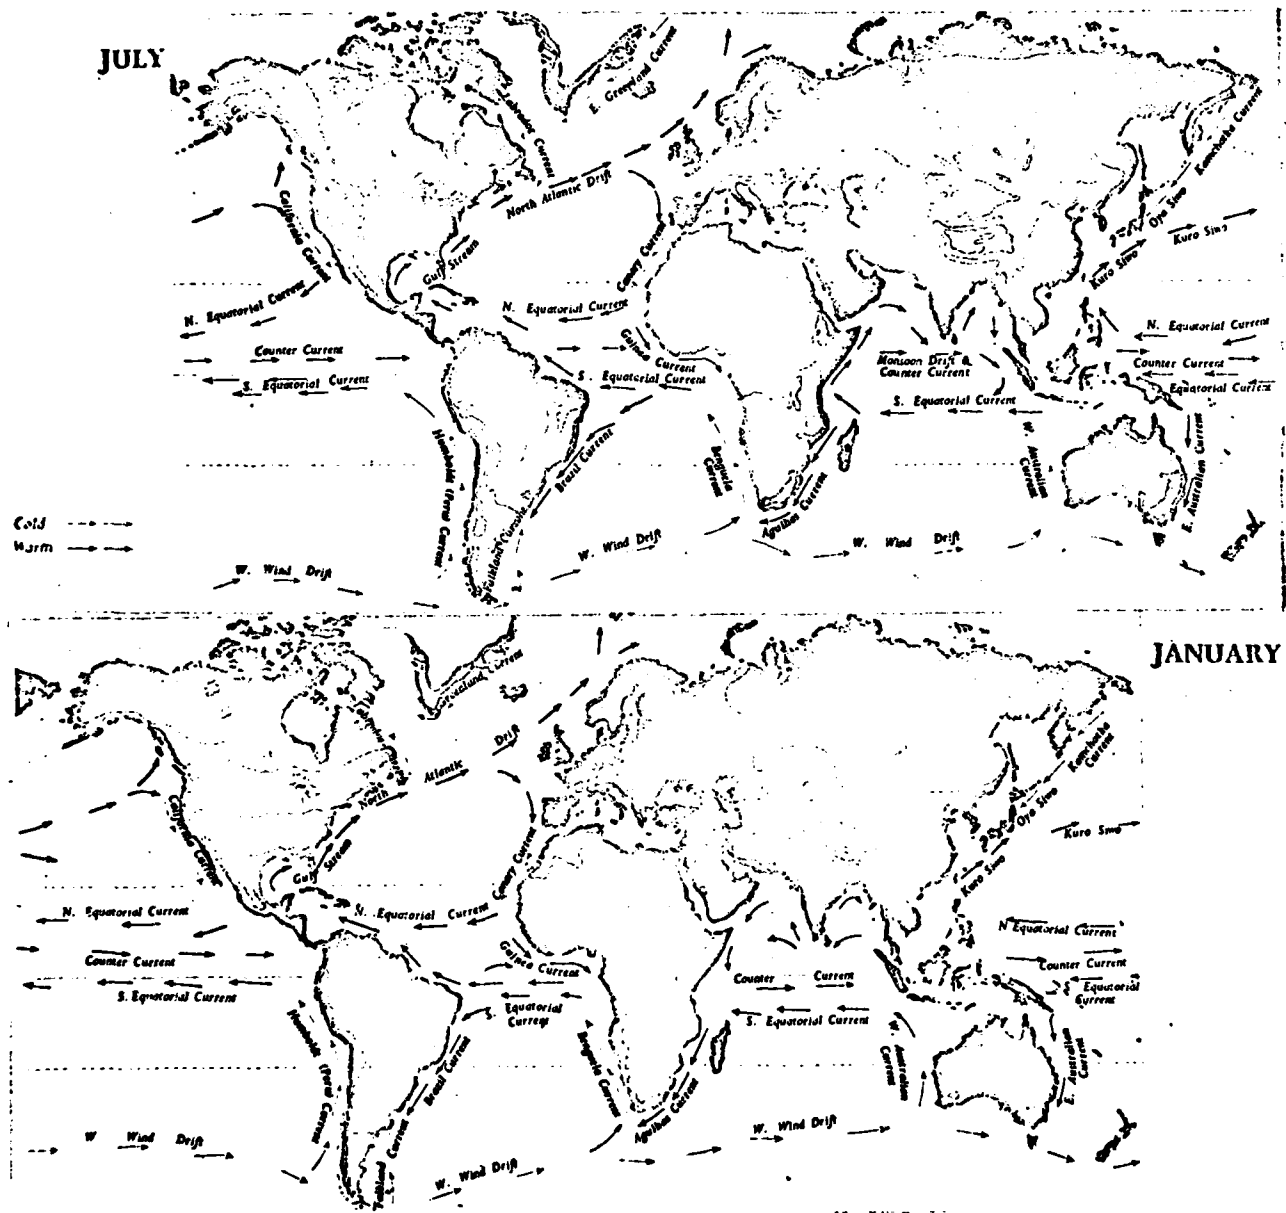 JULY
E. Greenland Current
Labrador Current
North Atlantic Drift
California Current
Gulf Stream
Canary Current
Kamchatka Current
Oya Siwo
Kuro Siwo
Kuro Siwo
N. Equatorial Current
N. Equatorial Current
N. Equatorial Current
Counter Current
Guinea Current
Monsoon Drift &
Counter Current
Counter Current
S. Equatorial Current
S. Equatorial Current
Equatorial Current
S. Equatorial Current
Humboldt (Peru) Current
Brazil Current
Benguela
Current
W. Australian
Current
E. Australian Current
Agulhas Current
Falkland Current
Cold
Warm
W. Wind Drift
W. Wind Drift
W. Wind Drift
JANUARY
Greenland Current
North Atlantic Drift
Kamchatka
Current
California Current
Gulf Stream
Canary Current
Oya Siwo
Kuro Siwo
Kuro Siwo
N. Equatorial Current
N. Equatorial Current
N Equatorial Current
Counter Current
Guinea Current
Counter Current
Counter Current
S. Equatorial Current
S. Equatorial
Current
S. Equatorial Current
S. Equatorial
Current
Humboldt (Peru) Current
Brazil Current
Benguela Current
Agulhas Current
W. Australian
Current
E. Australian
Current
Falkland Current
W Wind Drift
W. Wind Drift
W. Wind Drift